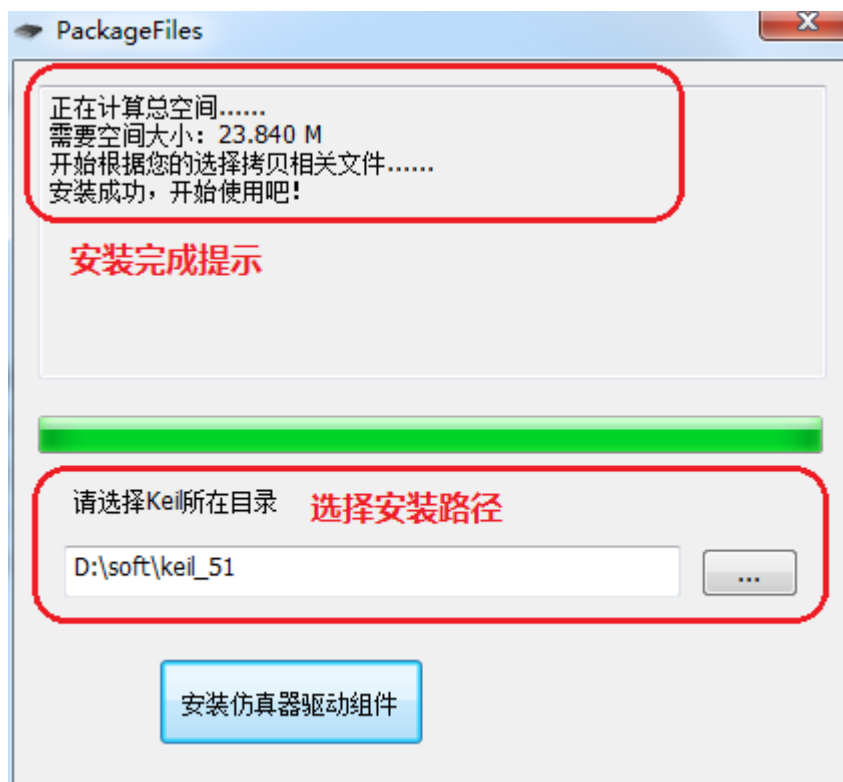 PackageFiles
正在计算总空间......
需要空间大小：23.840 M
开始根据您的选择拷贝相关文件......
安装成功，开始使用吧！
安装完成提示
请选择Keil所在目录 选择安装路径
D:\soft\keil_51
...
安装仿真器驱动组件